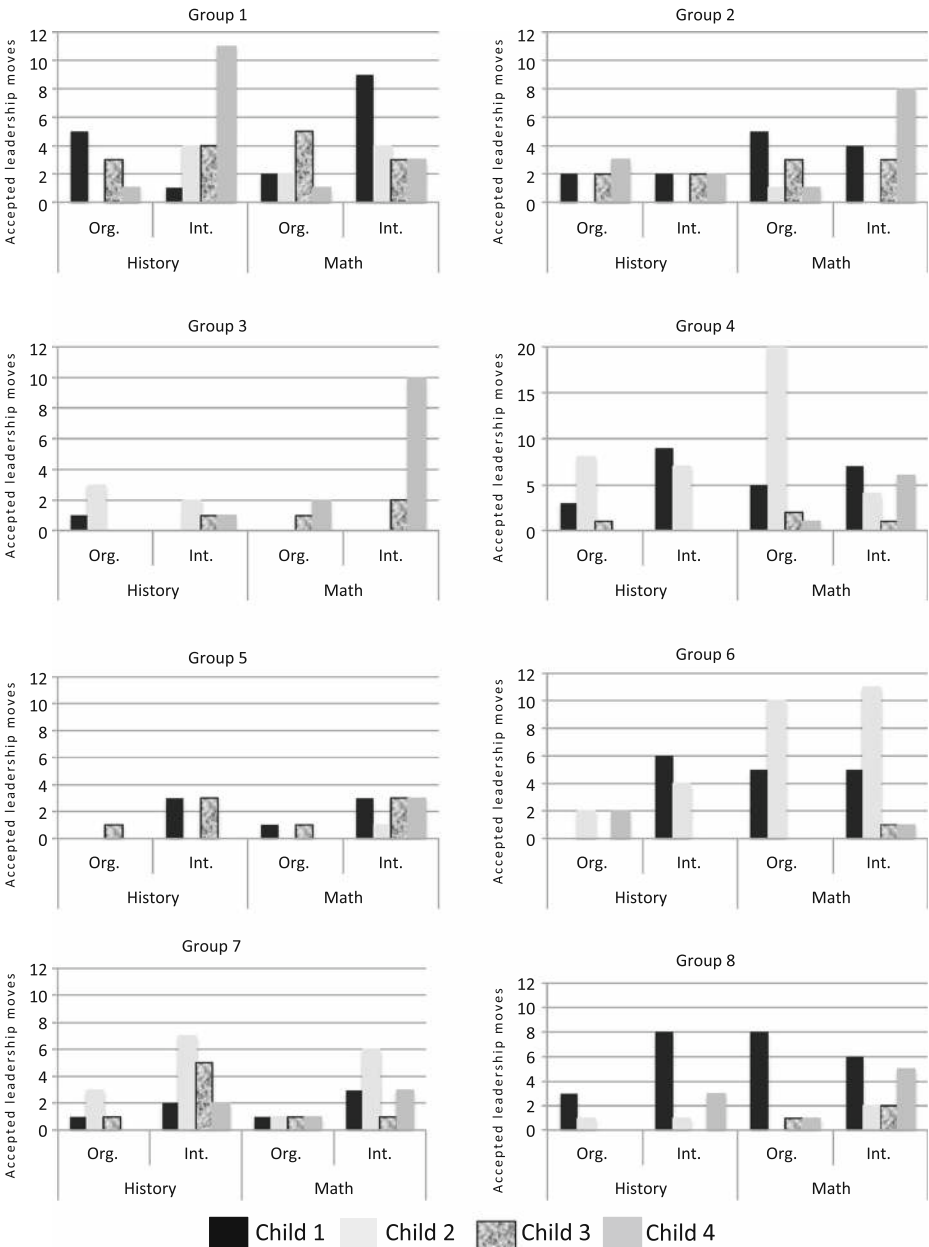 Group 1
Accepted leadership moves
12
10
8
6
4
2
0
Org.
Int.
Org.
Int.
History
Math
Group 2
Accepted leadership moves
12
10
8
6
4
2
0
Org.
Int.
Org.
Int.
History
Math
Group 3
Accepted leadership moves
12
10
8
6
4
2
0
Org.
Int.
Org.
Int.
History
Math
Group 4
Accepted leadership moves
20
15
10
5
0
Org.
Int.
Org.
Int.
History
Math
Group 5
Accepted leadership moves
12
10
8
6
4
2
0
Org.
Int.
Org.
Int.
History
Math
Group 6
Accepted leadership moves
12
10
8
6
4
2
0
Org.
Int.
Org.
Int.
History
Math
Group 7
Accepted leadership moves
12
10
8
6
4
2
0
Org.
Int.
Org.
Int.
History
Math
Group 8
Accepted leadership moves
12
10
8
6
4
2
0
Org.
Int.
Org.
Int.
History
Math
Child 1 Child 2 Child 3 Child 4